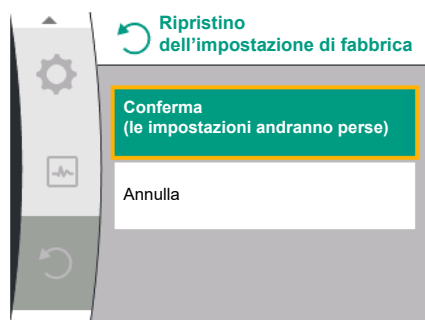 Ripristino
dell'impostazione di fabbrica
Conferma
(le impostazioni andranno perse)
Annulla